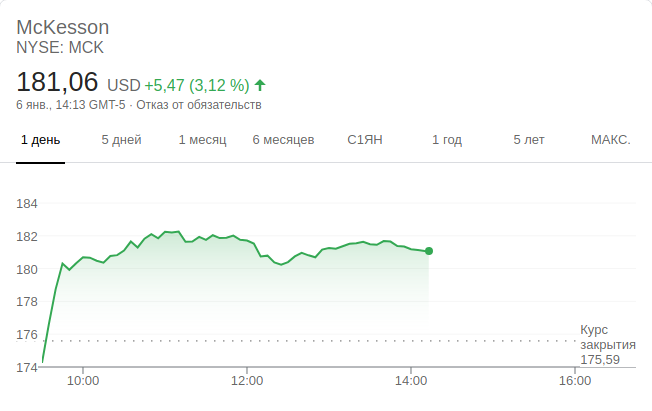 McKesson
NYSE: MCK
181,06 USD +5,47 (3,12 %)
6 янв., 14:13 GMT-5 · Отказ от обязательств
1 день 5 дней 1 месяц 6 месяцев С1ЯН 1 год 5 лет МАКС.
184
182
180
178
176
174
Курс
закрытия
175,59
10:00 12:00 14:00 16:00